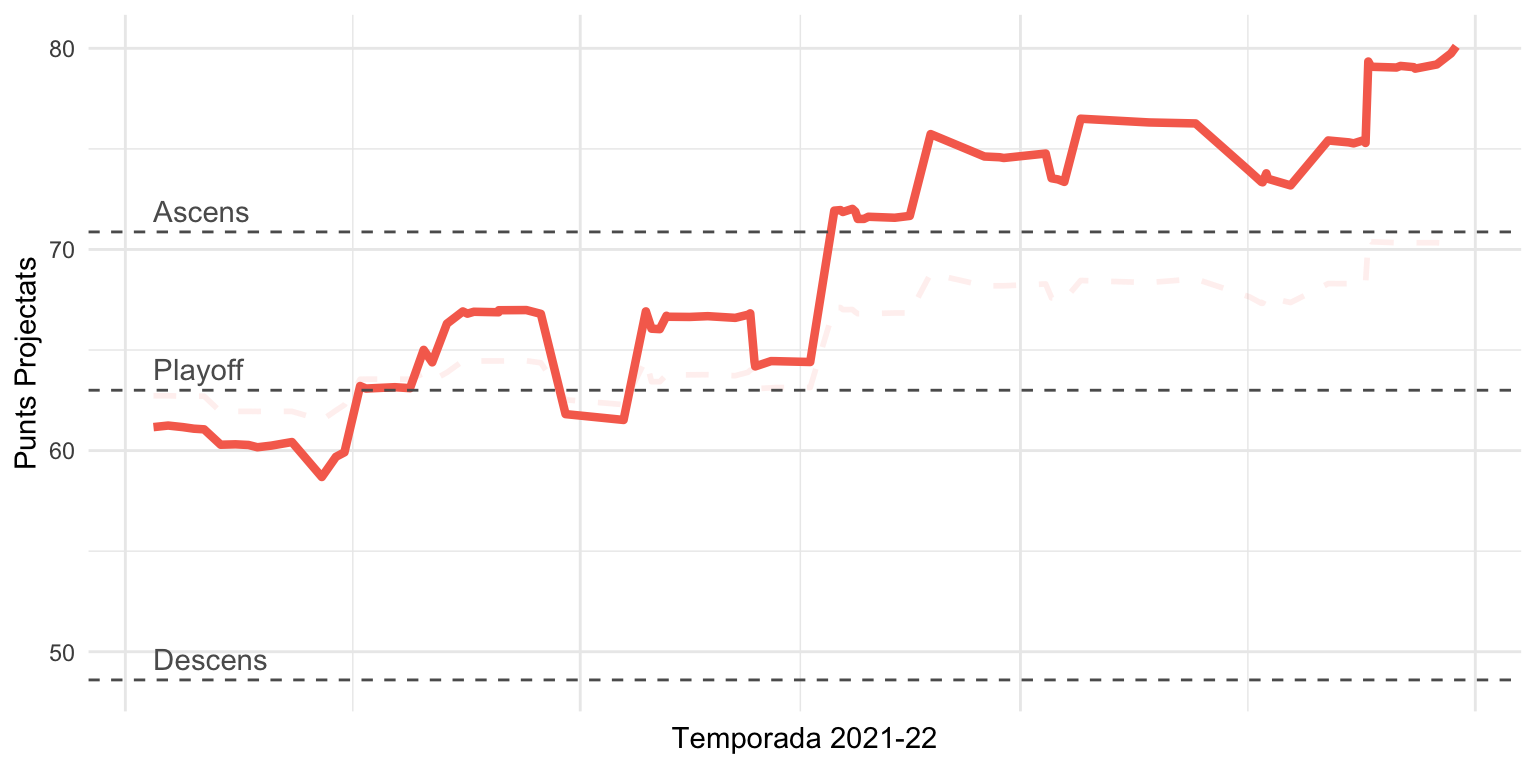 80
70
60
50
Punts Projectats
Ascens
Playoff
Descens
Temporada 2021-22